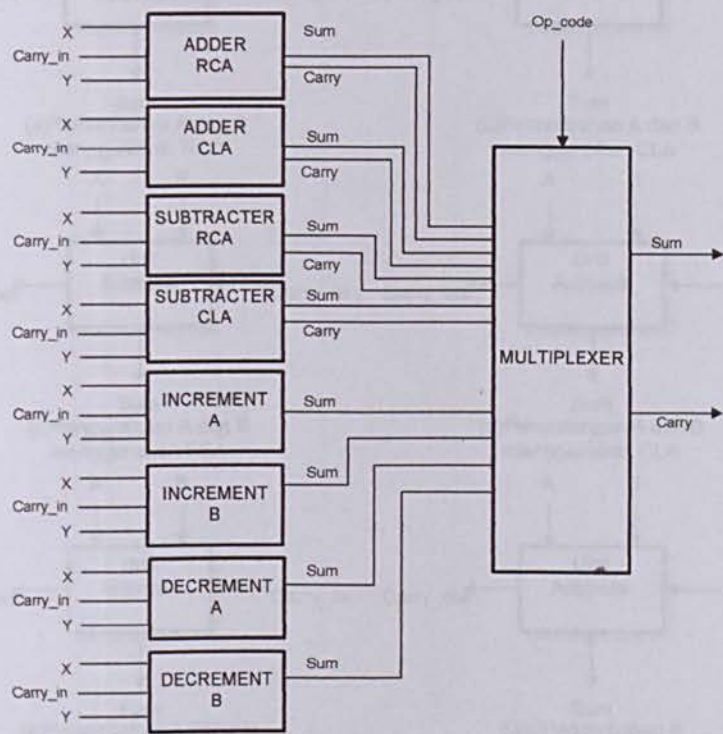 Op_code
X
Carry_in
Y
ADDER
RCA
Sum
Carry
X
Carry_in
Y
ADDER
CLA
Sum
Carry
X
Carry_in
Y
SUBTRACTER
RCA
Sum
Carry
X
Carry_in
Y
SUBTRACTER
CLA
Sum
Carry
X
Carry_in
Y
INCREMENT
A
Sum
X
Carry_in
Y
INCREMENT
B
Sum
X
Carry_in
Y
DECREMENT
A
Sum
X
Carry_in
Y
DECREMENT
B
Sum
MULTIPLEXER
Sum
Carry